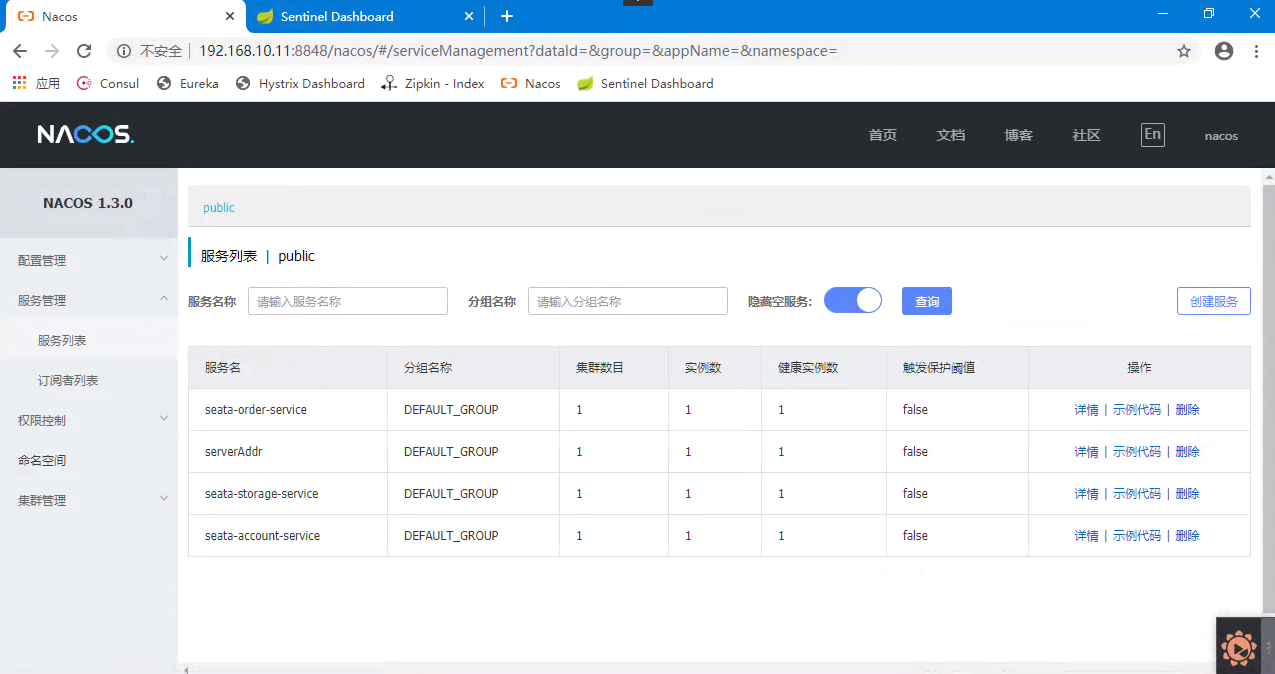 Nacos
Sentinel Dashboard
不安全 192.168.10.11:8848/nacos/#/serviceManagement?dataId=&group=&appName=&namespace=
应用 Consul Eureka Hystrix Dashboard Zipkin - Index Nacos Sentinel Dashboard
NACOS.
首页 文档 博客 社区 En nacos
NACOS 1.3.0
配置管理
服务管理
服务列表
订阅者列表
权限控制
命名空间
集群管理
public
服务列表 | public
服务名称 请输入服务名称 分组名称 请输入分组名称 隐藏空服务: 查询 创建服务
服务名 分组名称 集群数目 实例数 健康实例数 触发保护阈值 操作
seata-order-service DEFAULT_GROUP 1 1 1 false 详情 | 示例代码 | 删除
serverAddr DEFAULT_GROUP 1 1 1 false 详情 | 示例代码 | 删除
seata-storage-service DEFAULT_GROUP 1 1 1 false 详情 | 示例代码 | 删除
seata-account-service DEFAULT_GROUP 1 1 1 false 详情 | 示例代码 | 删除